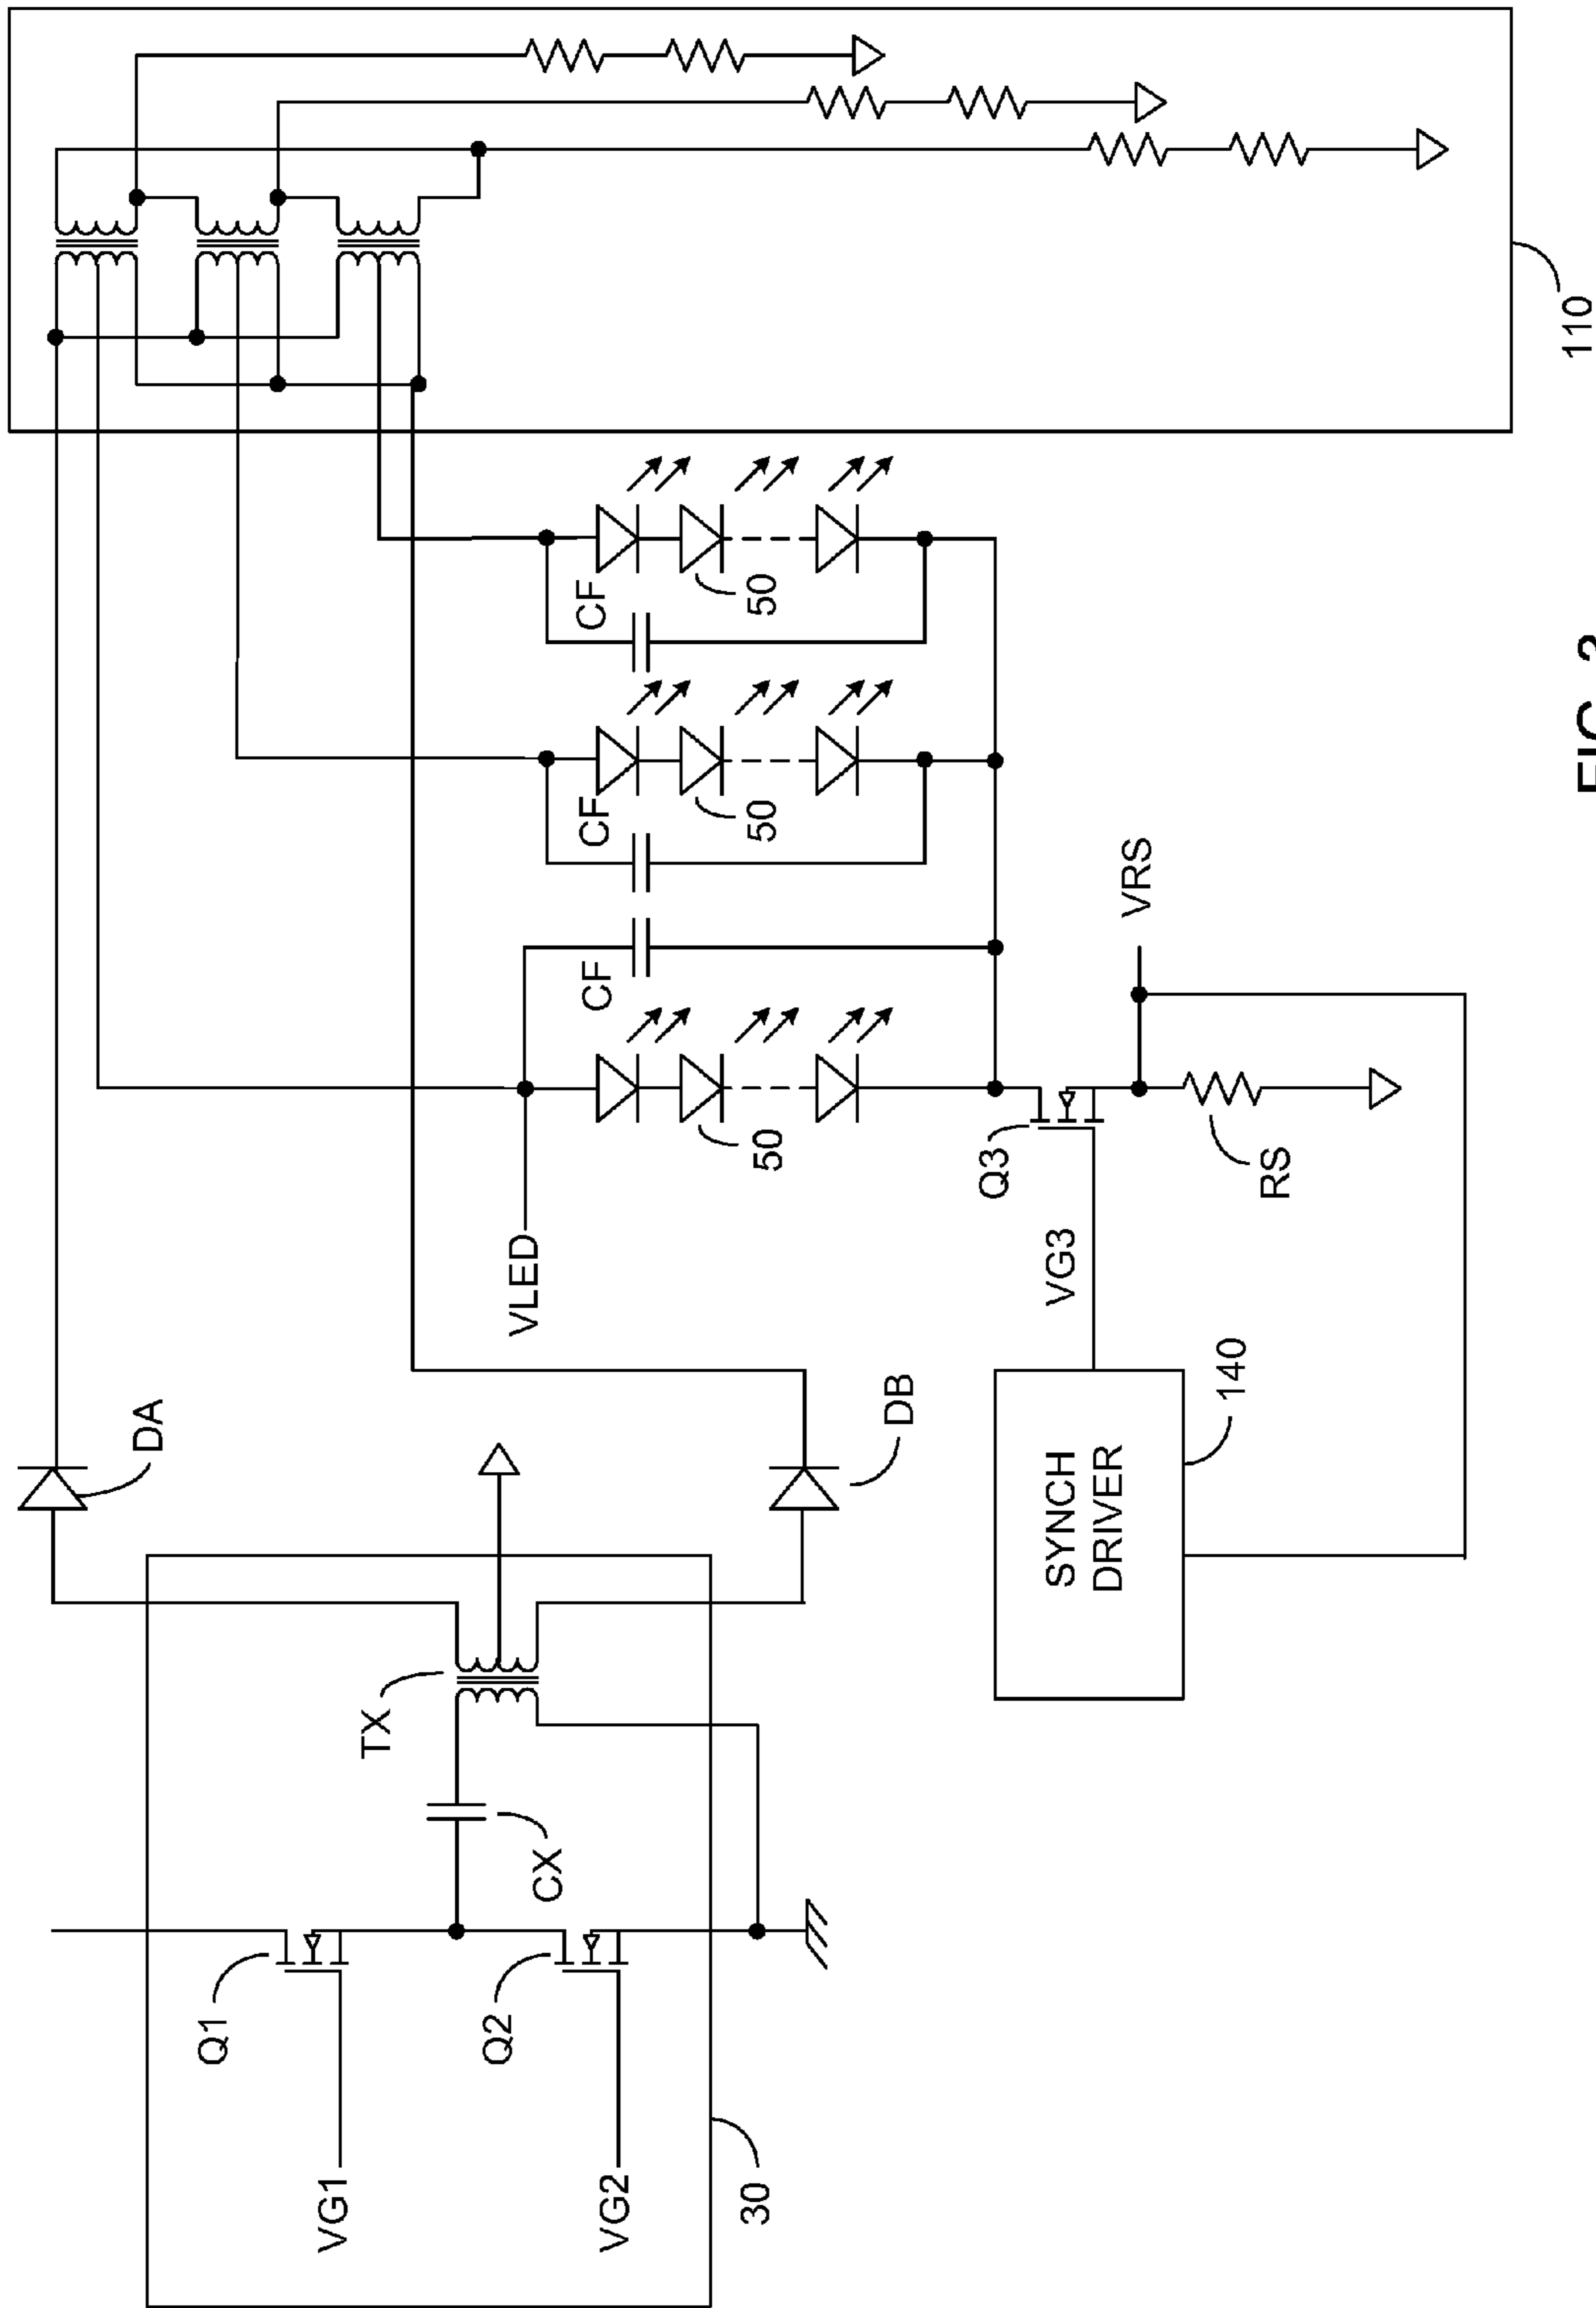 DA
Q1
VG1
TX
Q2
VLED
CX
VG2
CF
CF
CF
30
50
50
50
DB
Q3
VG3
SYNCH
DRIVER
VRS
140
RS
110
FIG